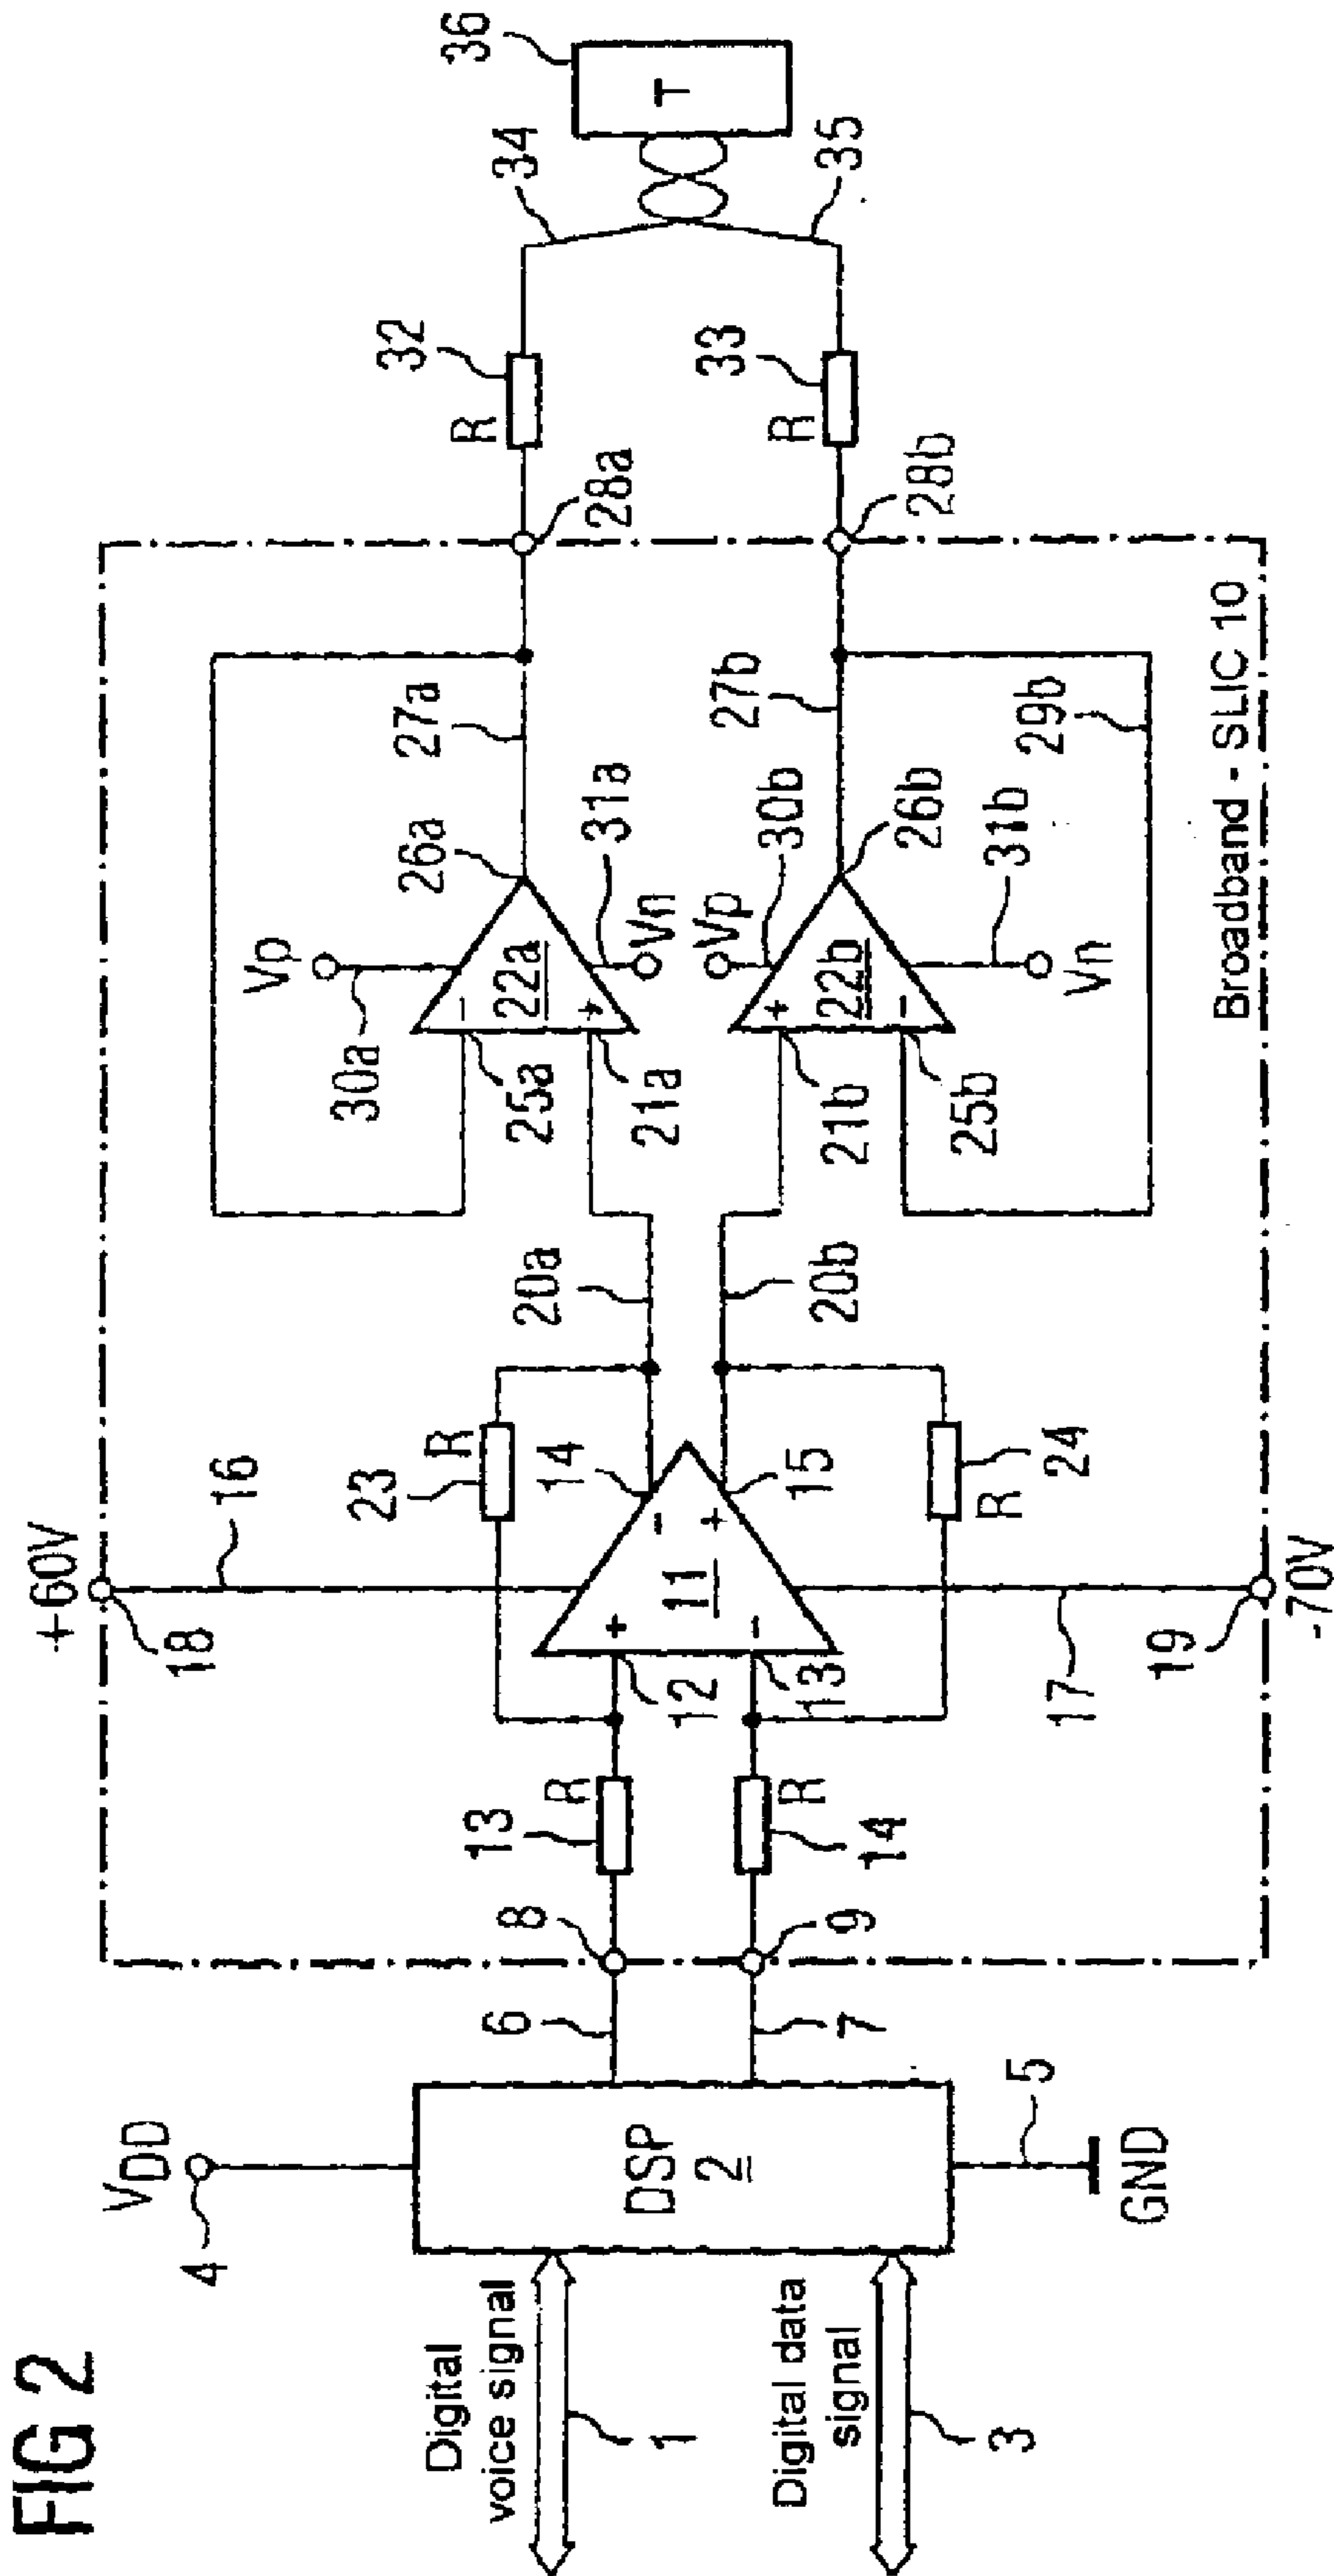 FIG 2
Digital
voice signal
1
Digital data
signal
3
4
VDD
DSP
2
5
GND
6
7
8
9
13
R
14
R
+60V
18
16
23
R
12
13
11
+
-
-
+
14
15
24
R
17
19
-70V
20a
20b
Vp
30a
25a
21a
22a
-
+
26a
31a
Vn
27a
Vp
30b
21b
25b
22b
+
-
26b
31b
Vn
27b
29b
Broadband - SLIC 10
28a
28b
R
32
R
33
34
35
36
T